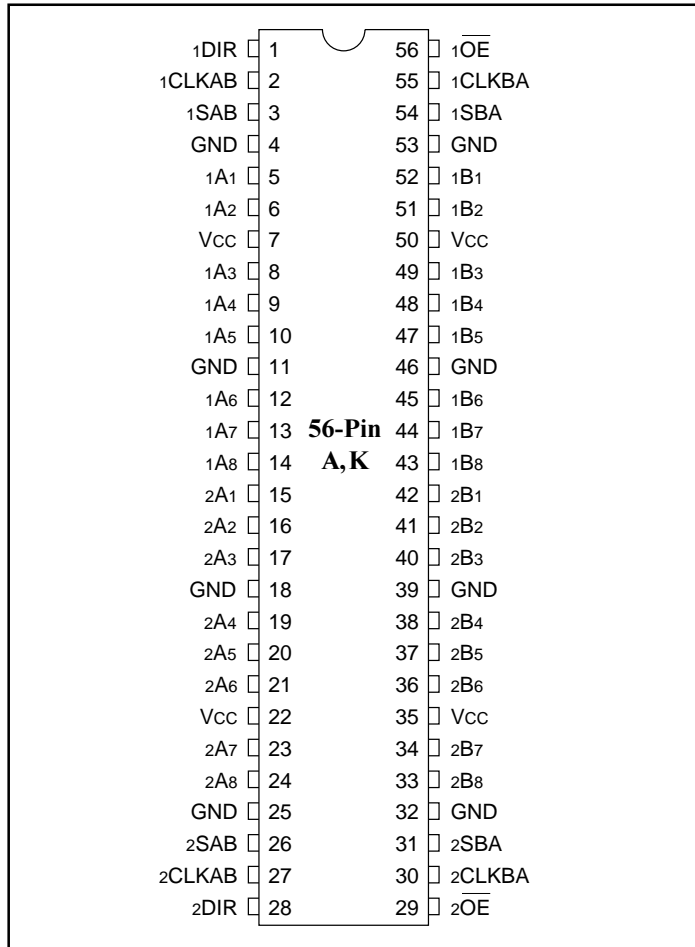 1DIR 1 56 1O̅E̅
1CLKAB 2 55 1CLKBA
1SAB 3 54 1SBA
GND 4 53 GND
1A1 5 52 1B1
1A2 6 51 1B2
VCC 7 50 VCC
1A3 8 49 1B3
1A4 9 48 1B4
1A5 10 47 1B5
GND 11 46 GND
1A6 12 45 1B6
1A7 13 56-Pin 44 1B7
1A8 14 A, K 43 1B8
2A1 15 42 2B1
2A2 16 41 2B2
2A3 17 40 2B3
GND 18 39 GND
2A4 19 38 2B4
2A5 20 37 2B5
2A6 21 36 2B6
VCC 22 35 VCC
2A7 23 34 2B7
2A8 24 33 2B8
GND 25 32 GND
2SAB 26 31 2SBA
2CLKAB 27 30 2CLKBA
2DIR 28 29 2O̅E̅